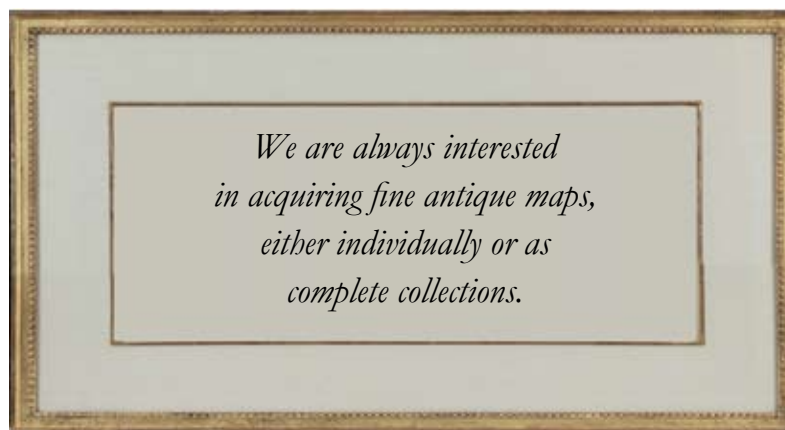 We are always interested
in acquiring fine antique maps,
either individually or as
complete collections.